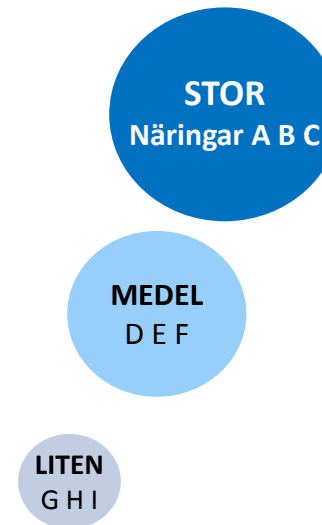 STOR
Näringar A B C
MEDEL
D E F
LITEN
G H I